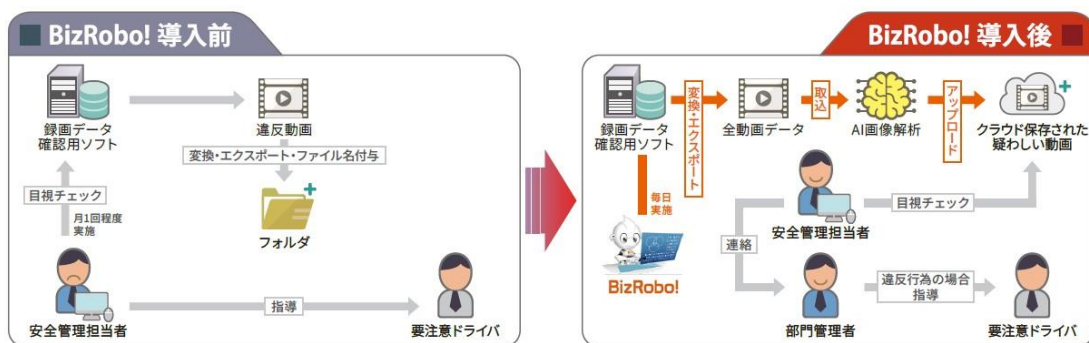 BizRobo! 導入前
録画データ
確認用ソフト
違反動画
変換・エクスポート・ファイル名付与
フォルダ
目視チェック
月1回程度
実施
安全管理担当者
指導
要注意ドライバ
BizRobo! 導入後
録画データ
確認用ソフト
変換・エクスポート
全動画データ
取込
AI画像解析
アップロード
クラウド保存された
疑わしい動画
毎日
実施
BizRobo!
安全管理担当者
目視チェック
連絡
部門管理者
違反行為の場合
指導
要注意ドライバ